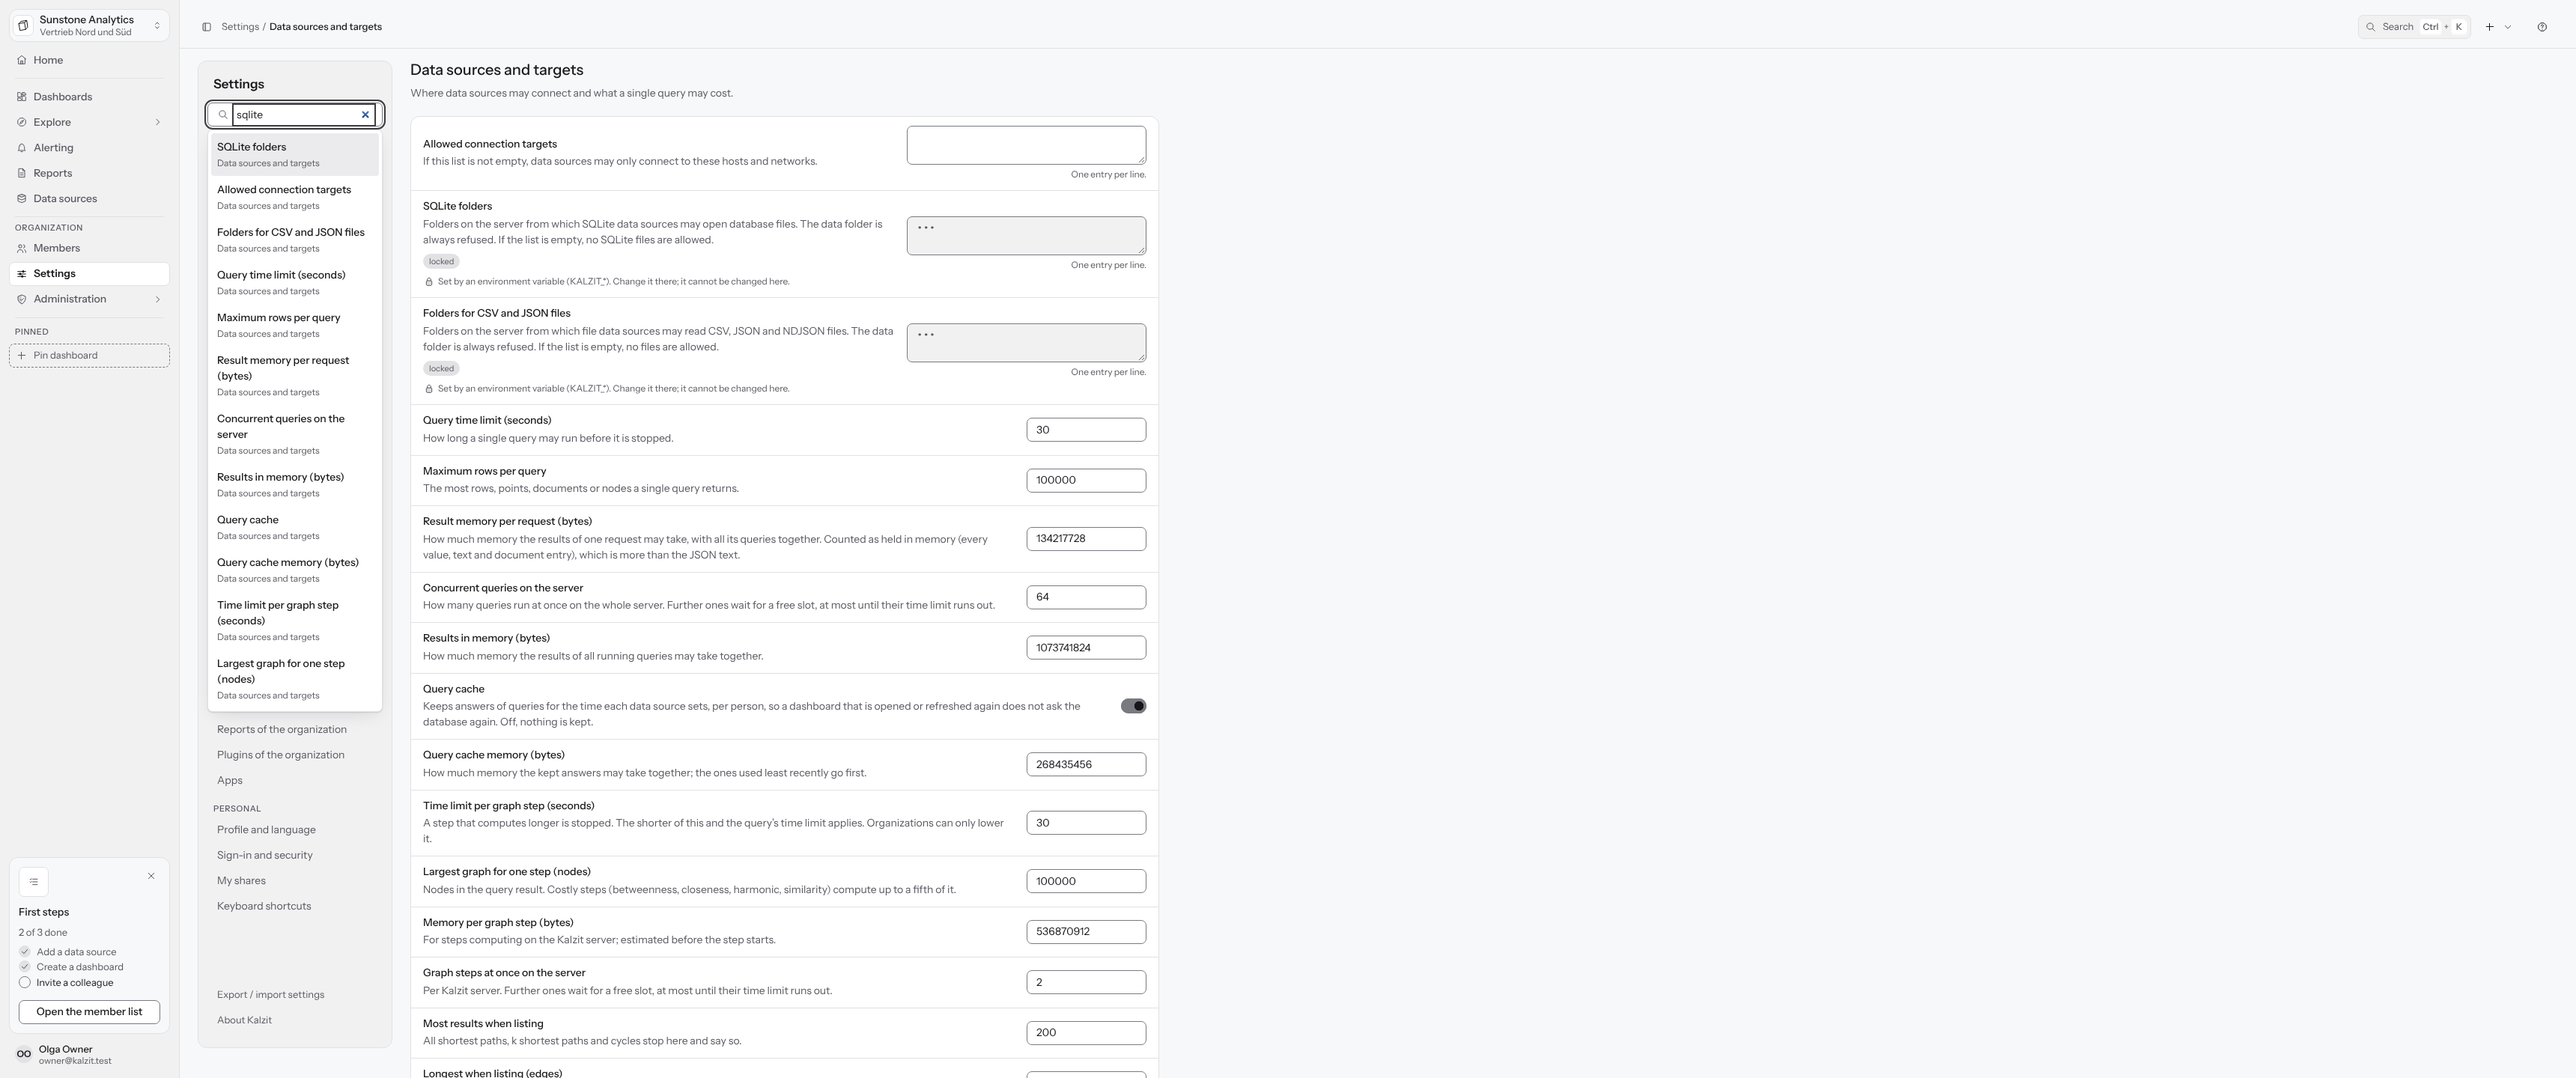 Sunstone Analytics
Vertrieb Nord und Süd
Home
Dashboards
Explore
Alerting
Reports
Data sources
ORGANIZATION
Members
Settings
Administration
PINNED
Pin dashboard
First steps
2 of 3 done
Add a data source
Create a dashboard
Invite a colleague
Open the member list
OO
Olga Owner
owner@kalzit.test
Settings / Data sources and targets
Search Ctrl + K
Settings
sqlite
SQLite folders
Data sources and targets
Allowed connection targets
Data sources and targets
Folders for CSV and JSON files
Data sources and targets
Query time limit (seconds)
Data sources and targets
Maximum rows per query
Data sources and targets
Result memory per request
(bytes)
Data sources and targets
Concurrent queries on the
server
Data sources and targets
Results in memory (bytes)
Data sources and targets
Query cache
Data sources and targets
Query cache memory (bytes)
Data sources and targets
Time limit per graph step
(seconds)
Data sources and targets
Largest graph for one step
(nodes)
Data sources and targets
Reports of the organization
Plugins of the organization
Apps
PERSONAL
Profile and language
Sign-in and security
My shares
Keyboard shortcuts
Export / import settings
About Kalzit
Data sources and targets
Where data sources may connect and what a single query may cost.
Allowed connection targets
If this list is not empty, data sources may only connect to these hosts and networks.
One entry per line.
SQLite folders
Folders on the server from which SQLite data sources may open database files. The data folder is
always refused. If the list is empty, no SQLite files are allowed.
•••
locked
One entry per line.
Set by an environment variable (KALZIT_*). Change it there; it cannot be changed here.
Folders for CSV and JSON files
Folders on the server from which file data sources may read CSV, JSON and NDJSON files. The data
folder is always refused. If the list is empty, no files are allowed.
•••
locked
One entry per line.
Set by an environment variable (KALZIT_*). Change it there; it cannot be changed here.
Query time limit (seconds)
How long a single query may run before it is stopped.
30
Maximum rows per query
The most rows, points, documents or nodes a single query returns.
100000
Result memory per request (bytes)
How much memory the results of one request may take, with all its queries together. Counted as held in memory (every
value, text and document entry), which is more than the JSON text.
134217728
Concurrent queries on the server
How many queries run at once on the whole server. Further ones wait for a free slot, at most until their time limit runs out.
64
Results in memory (bytes)
How much memory the results of all running queries may take together.
1073741824
Query cache
Keeps answers of queries for the time each data source sets, per person, so a dashboard that is opened or refreshed again does not ask the
database again. Off, nothing is kept.
Query cache memory (bytes)
How much memory the kept answers may take together; the ones used least recently go first.
268435456
Time limit per graph step (seconds)
A step that computes longer is stopped. The shorter of this and the query's time limit applies. Organizations can only lower
it.
30
Largest graph for one step (nodes)
Nodes in the query result. Costly steps (betweenness, closeness, harmonic, similarity) compute up to a fifth of it.
100000
Memory per graph step (bytes)
For steps computing on the Kalzit server; estimated before the step starts.
536870912
Graph steps at once on the server
Per Kalzit server. Further ones wait for a free slot, at most until their time limit runs out.
2
Most results when listing
All shortest paths, k shortest paths and cycles stop here and say so.
200
Longest when listing (edges)